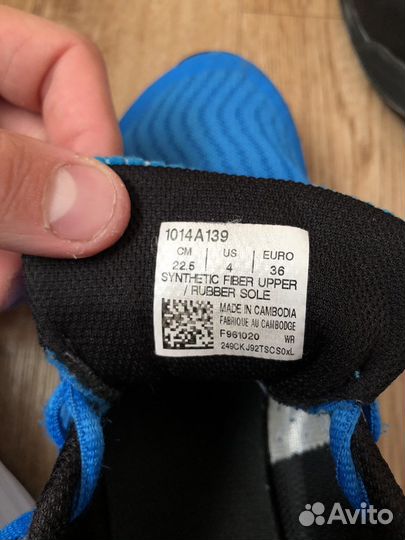 1014A139
CM US EURO
22.5 4 36
SYNTHETIC FIBER UPPER
/ RUBBER SOLE
MADE IN CAMBODIA
FABRIQUE AU CAMBODGE
F961020 WR
249CKJ92TSCS0xL
Avito